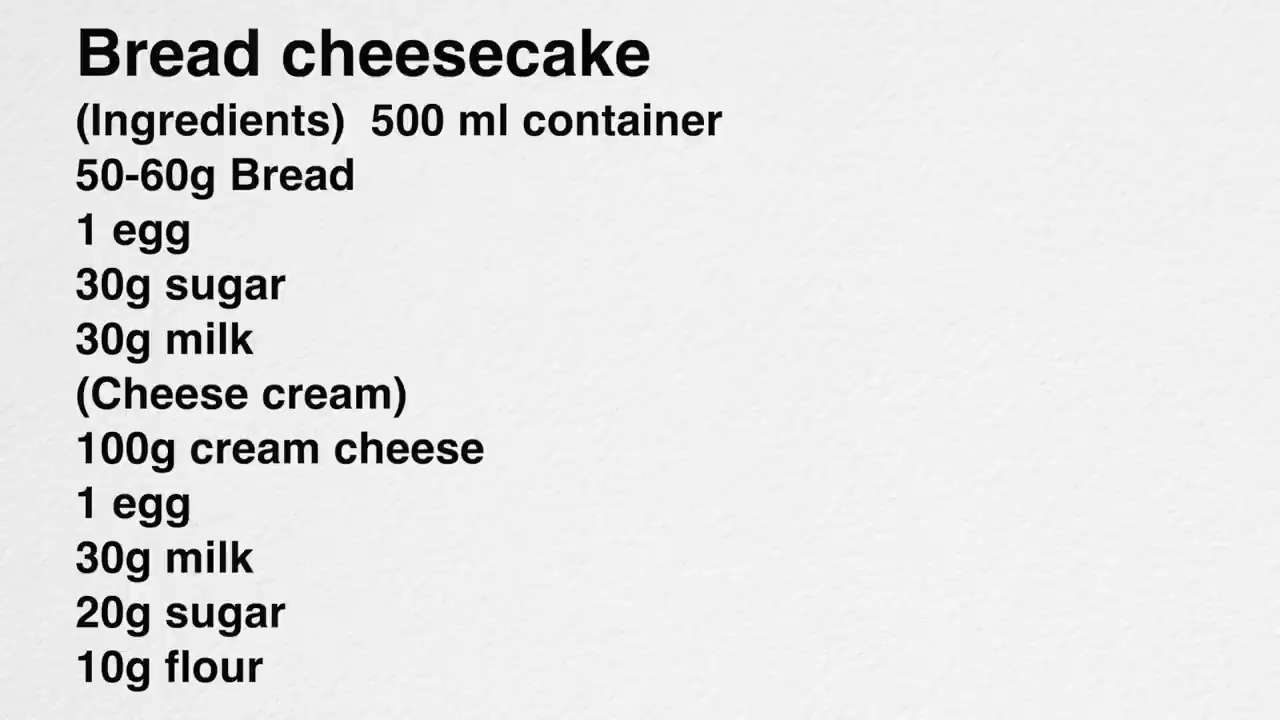 Bread cheesecake
(Ingredients)  500 ml container
50-60g Bread
1 egg
30g sugar
30g milk
(Cheese cream)
100g cream cheese
1 egg
30g milk
20g sugar
10g flour